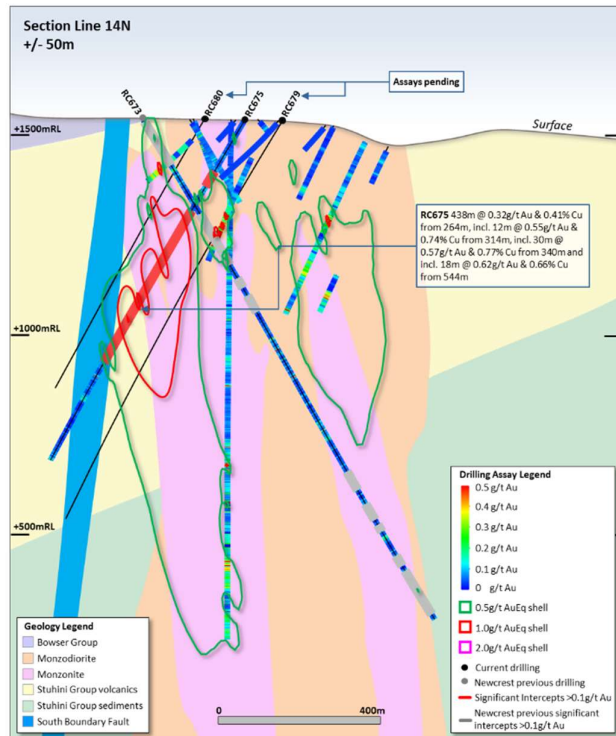 Section Line 14N
+/- 50m
RC673
RC680
RC675
RC679
Assays pending
+1500mRL
Surface
RC675 438m @ 0.32g/t Au & 0.41% Cu
from 264m, incl. 12m @ 0.55g/t Au &
0.74% Cu from 314m, incl. 30m @
0.57g/t Au & 0.77% Cu from 340m and
incl. 18m @ 0.62g/t Au & 0.66% Cu
from 544m
+1000mRL
+500mRL
Drilling Assay Legend
0.5 g/t Au
0.4 g/t Au
0.3 g/t Au
0.2 g/t Au
0.1 g/t Au
0 g/t Au
0.5g/t AuEq shell
1.0g/t AuEq shell
2.0g/t AuEq shell
Current drilling
Newcrest previous drilling
Significant Intercepts >0.1g/t Au
Newcrest previous significant
intercepts >0.1g/t Au
Geology Legend
Bowser Group
Monzodiorite
Monzonite
Stuhini Group volcanics
Stuhini Group sediments
South Boundary Fault
0
400m